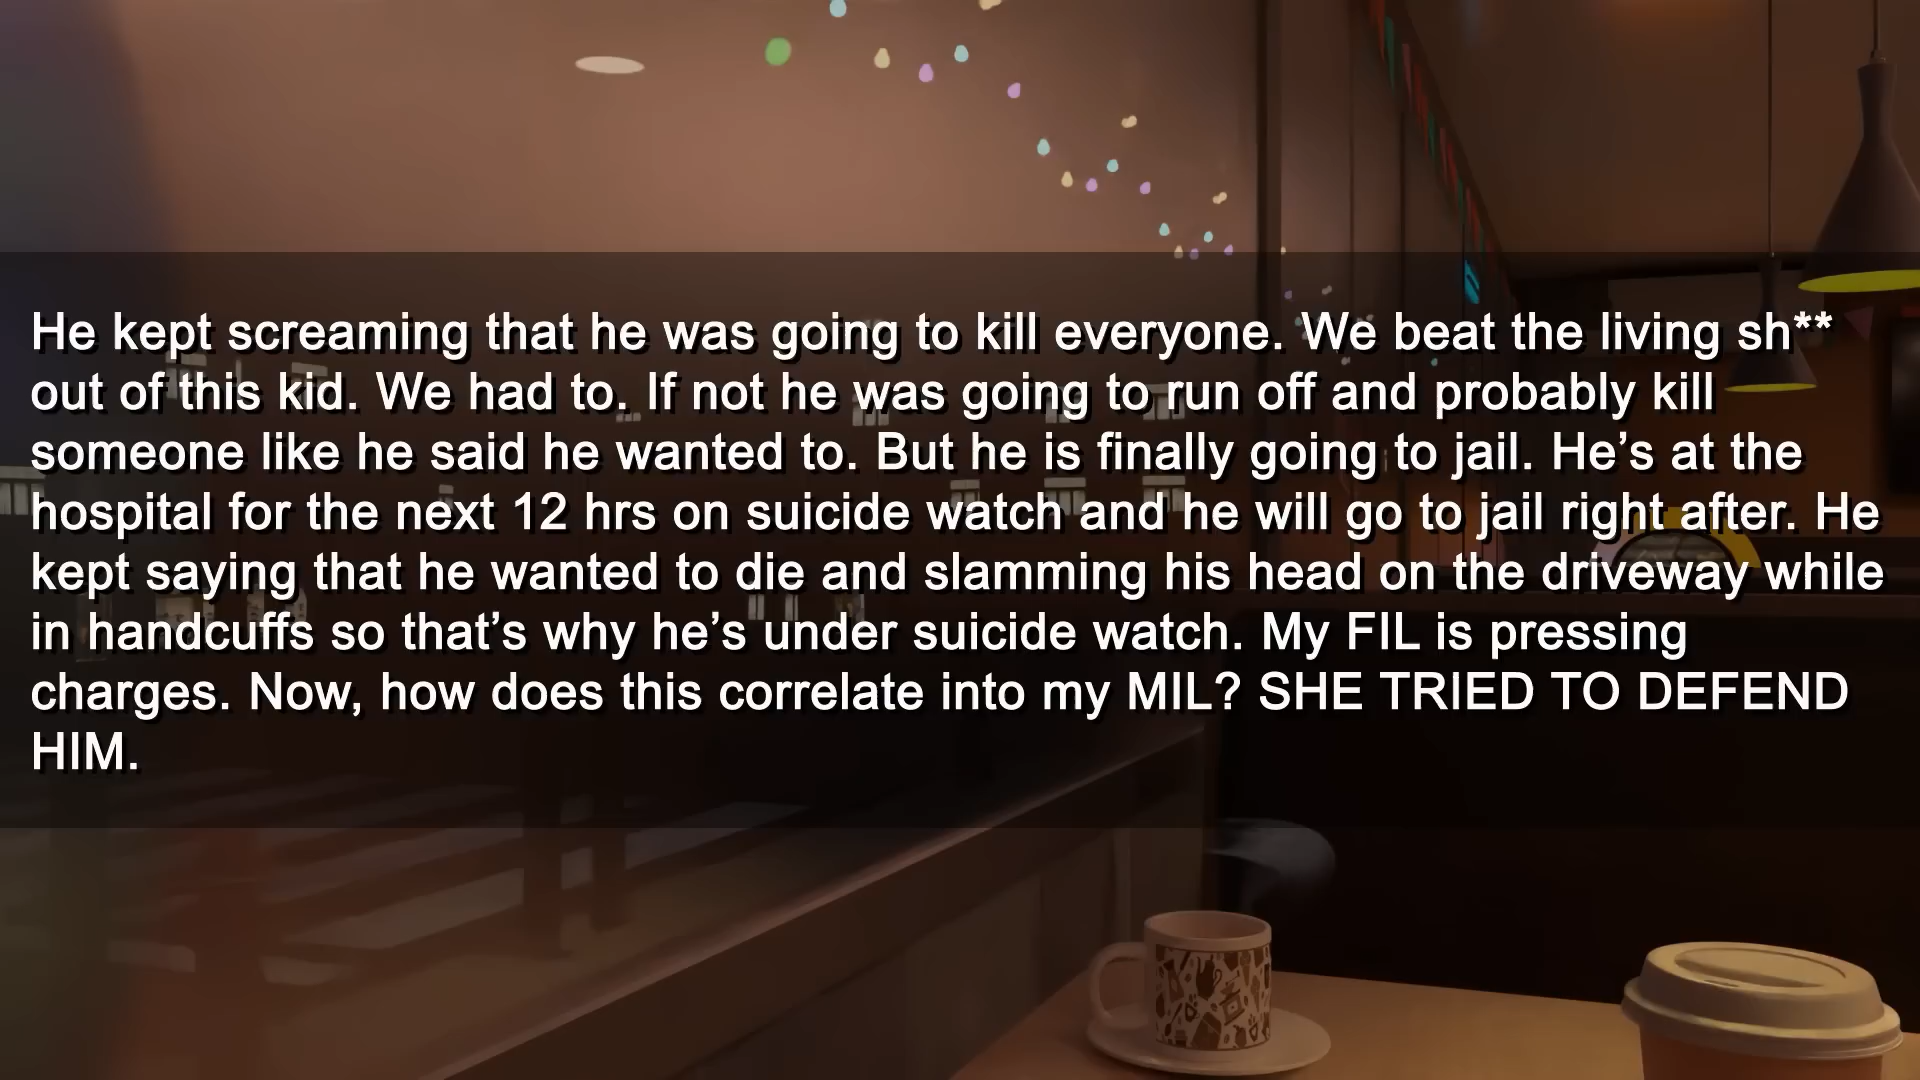 He kept screaming that he was going to kill everyone. We beat the living sh**
out of this kid. We had to. If not he was going to run off and probably kill
someone like he said he wanted to. But he is finally going to jail. He’s at the
hospital for the next 12 hrs on suicide watch and he will go to jail right after. He
kept saying that he wanted to die and slamming his head on the driveway while
in handcuffs so that’s why he’s under suicide watch. My FIL is pressing
charges. Now, how does this correlate into my MIL? SHE TRIED TO DEFEND
HIM.